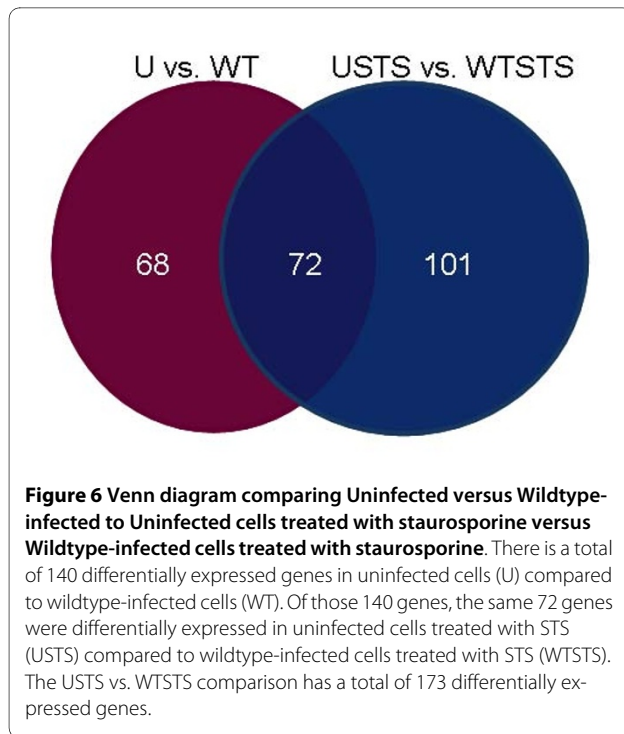 U vs. WT USTS vs. WTSTS
68 72 101
Figure 6 Venn diagram comparing Uninfected versus Wildtype-
infected to Uninfected cells treated with staurosporine versus
Wildtype-infected cells treated with staurosporine. There is a total
of 140 differentially expressed genes in uninfected cells (U) compared
to wildtype-infected cells (WT). Of those 140 genes, the same 72 genes
were differentially expressed in uninfected cells treated with STS
(USTS) compared to wildtype-infected cells treated with STS (WTSTS).
The USTS vs. WTSTS comparison has a total of 173 differentially ex-
pressed genes.